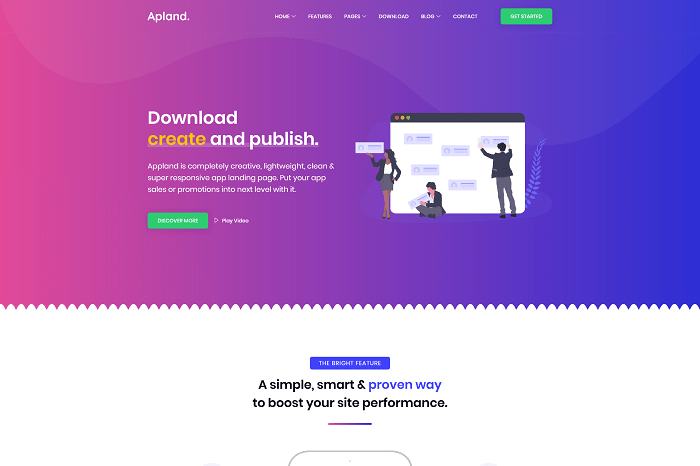 Apland.
HOME
FEATURES
PAGES
DOWNLOAD
BLOG
CONTACT
GET STARTED
Download
create and publish.
Appland is completely creative, lightweight, clean &
super responsive app landing page. Put your app
sales or promotions into next level with it.
DISCOVER MORE
Play Video
THE BRIGHT FEATURE
A simple, smart & proven way
to boost your site performance.